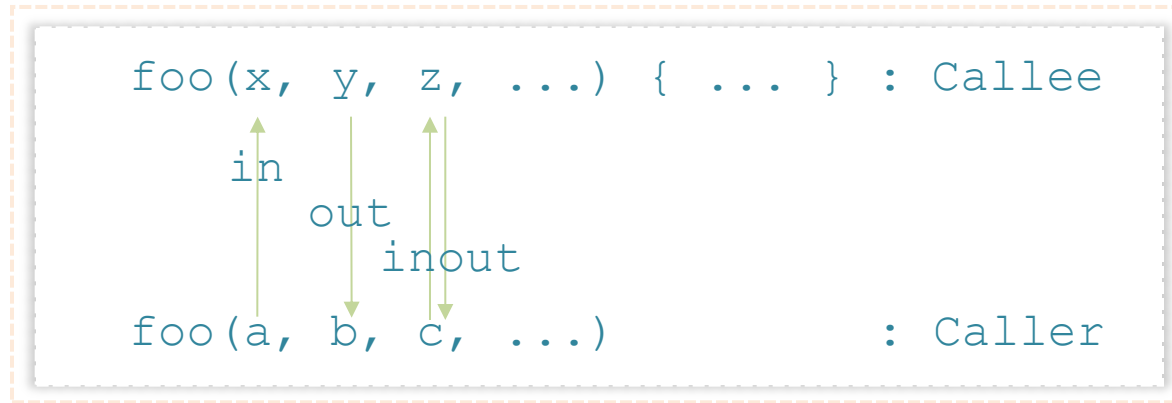 foo(x, y, z, ...) { ... } : Callee
in
out
inout
foo(a, b, c, ...) : Caller